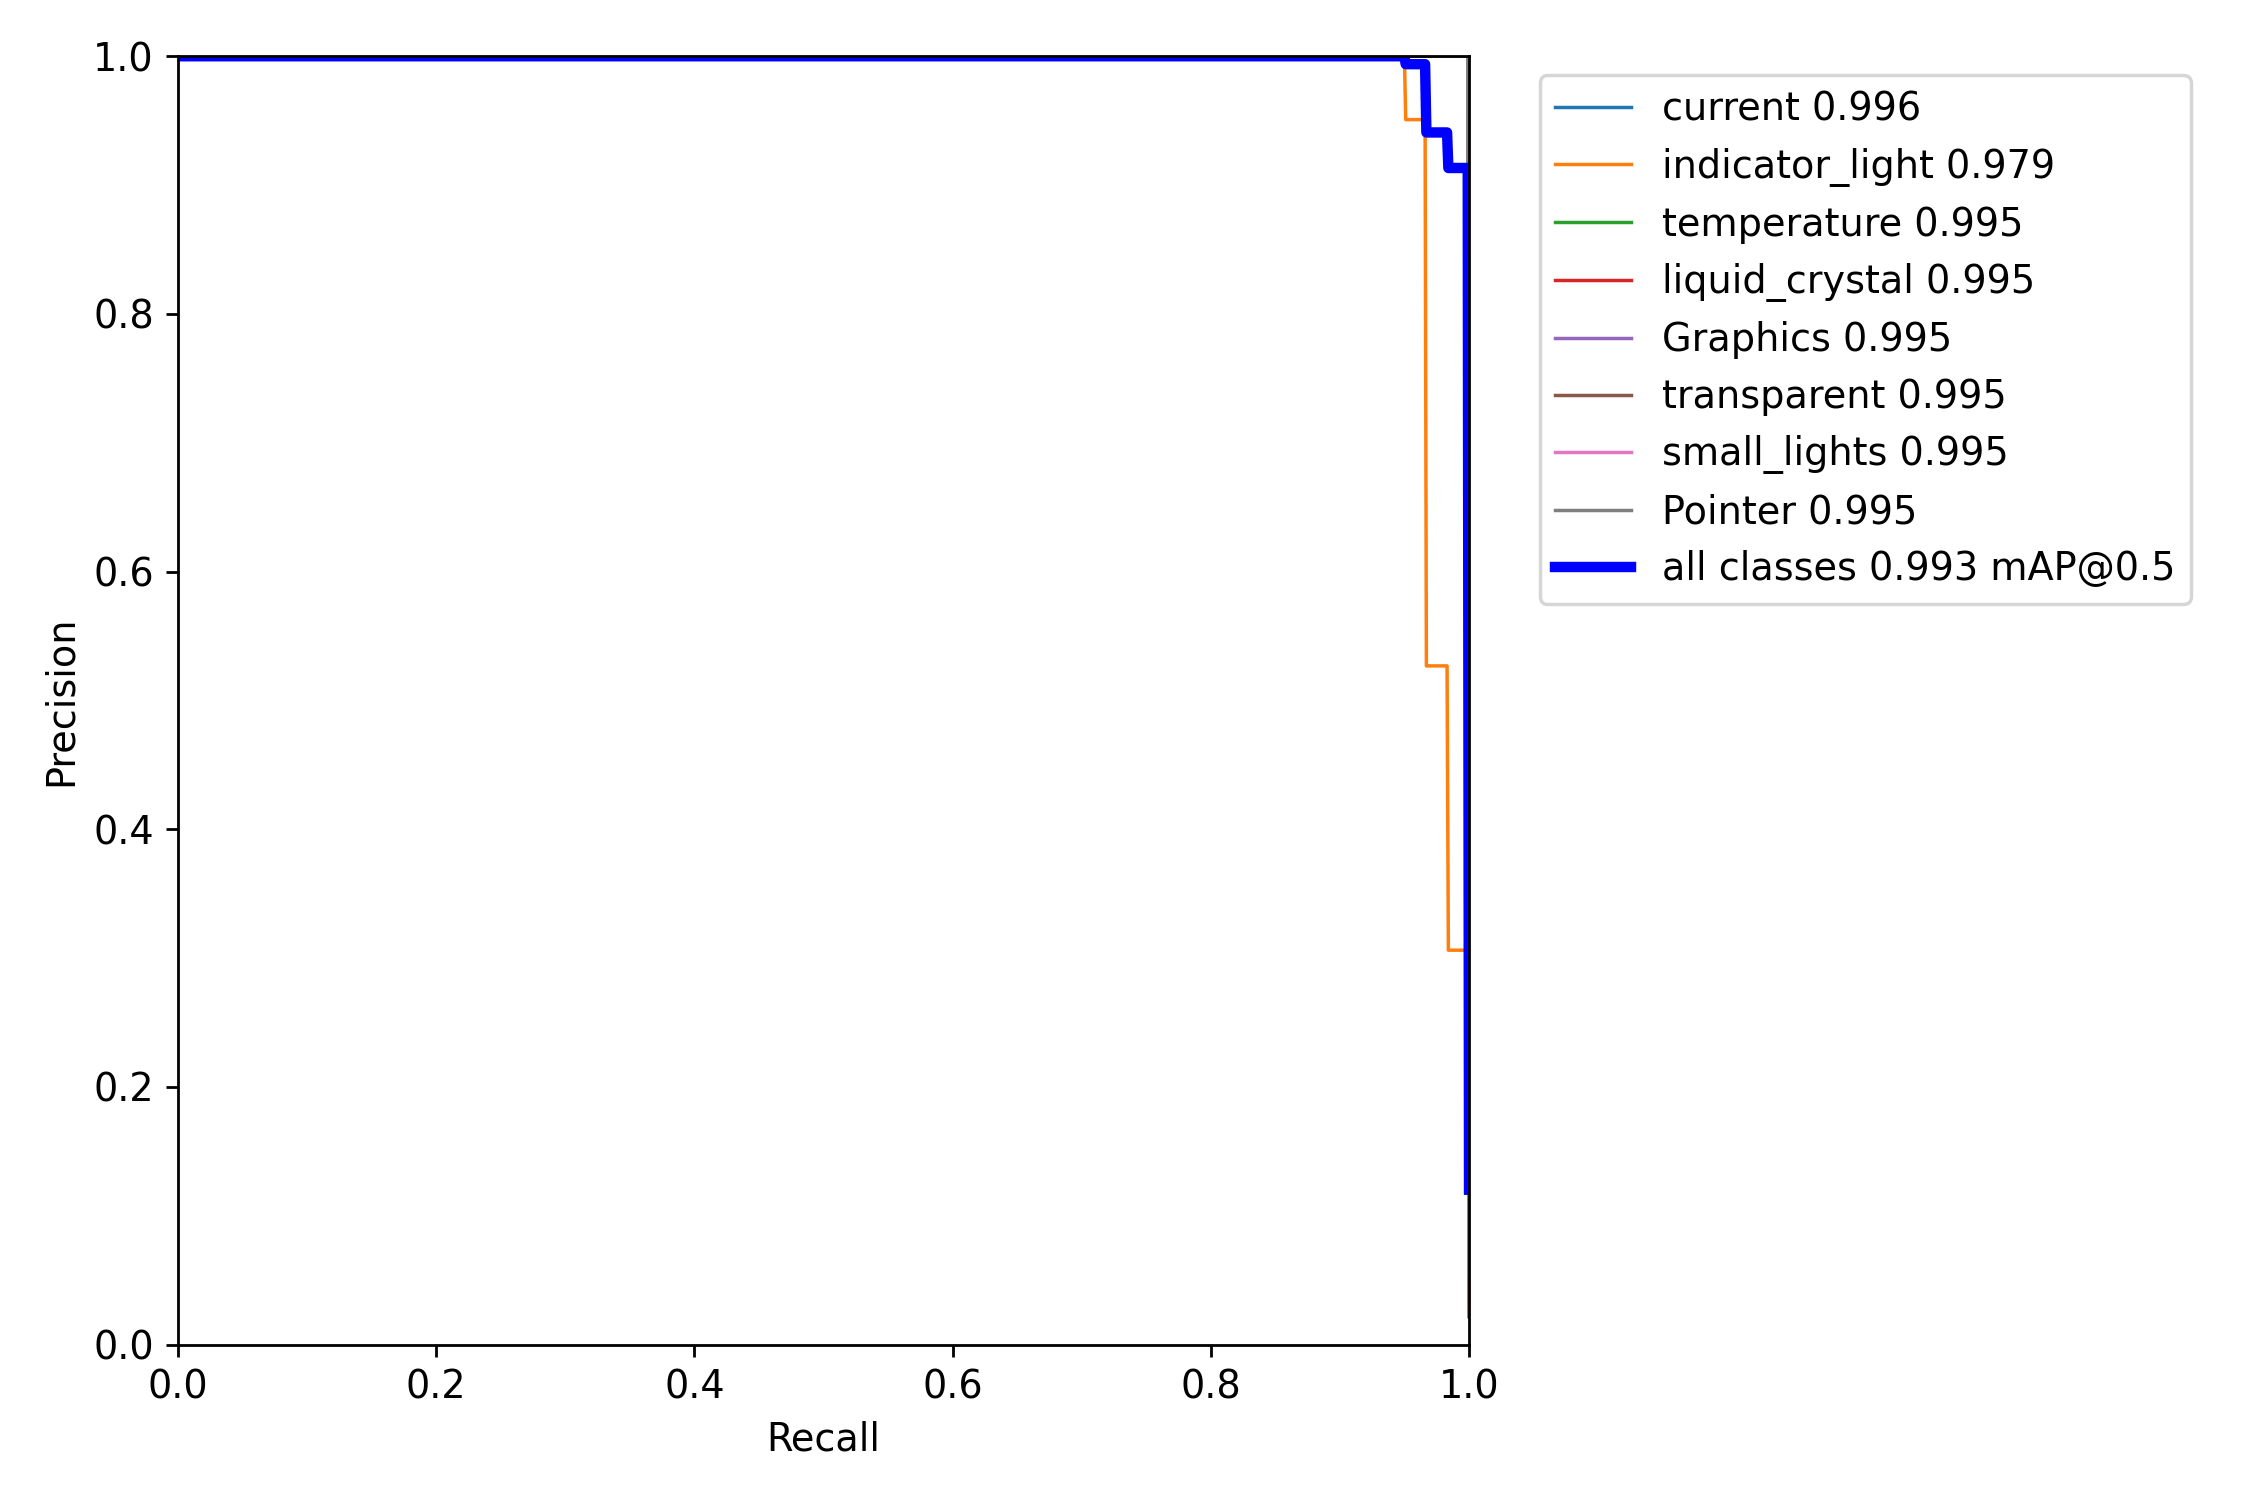 1.0
0.8
0.6
0.4
0.2
0.0
Precision
0.0 0.2 0.4 0.6 0.8 1.0
Recall
current 0.996
indicator_light 0.979
temperature 0.995
liquid_crystal 0.995
Graphics 0.995
transparent 0.995
small_lights 0.995
Pointer 0.995
all classes 0.993 mAP@0.5